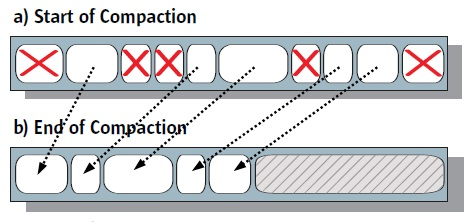 a) Start of Compaction
b) End of Compaction